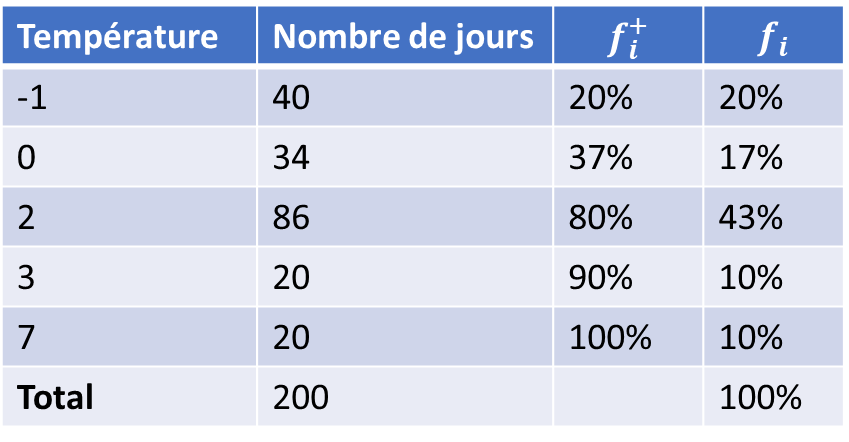 Température Nombre de jours f_i^+ f_i
-1 40 20% 20%
0 34 37% 17%
2 86 80% 43%
3 20 90% 10%
7 20 100% 10%
Total 200 100%